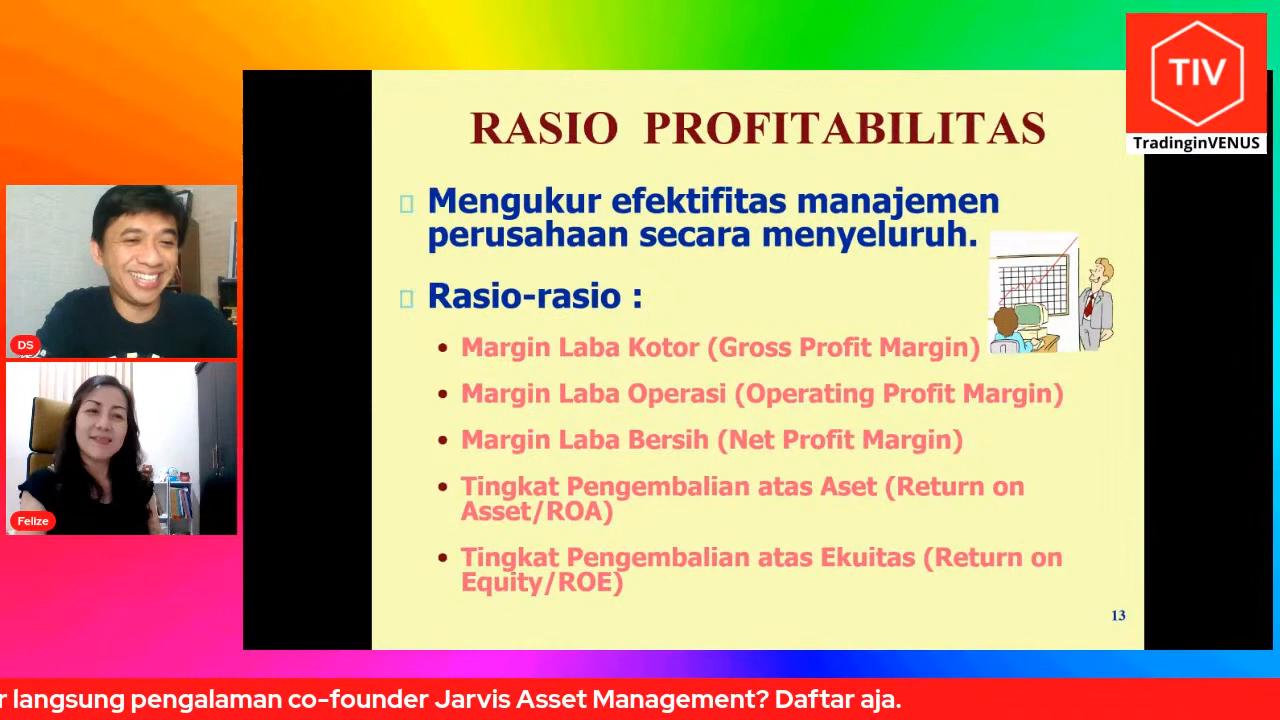 TIV
TradinginVENUS
RASIO PROFITABILITAS
Mengukur efektifitas manajemen
perusahaan secara menyeluruh.
Rasio-rasio :
• Margin Laba Kotor (Gross Profit Margin)
• Margin Laba Operasi (Operating Profit Margin)
• Margin Laba Bersih (Net Profit Margin)
• Tingkat Pengembalian atas Aset (Return on
Asset/ROA)
• Tingkat Pengembalian atas Ekuitas (Return on
Equity/ROE)
13
DS
Felize
r langsung pengalaman co-founder Jarvis Asset Management? Daftar aja.